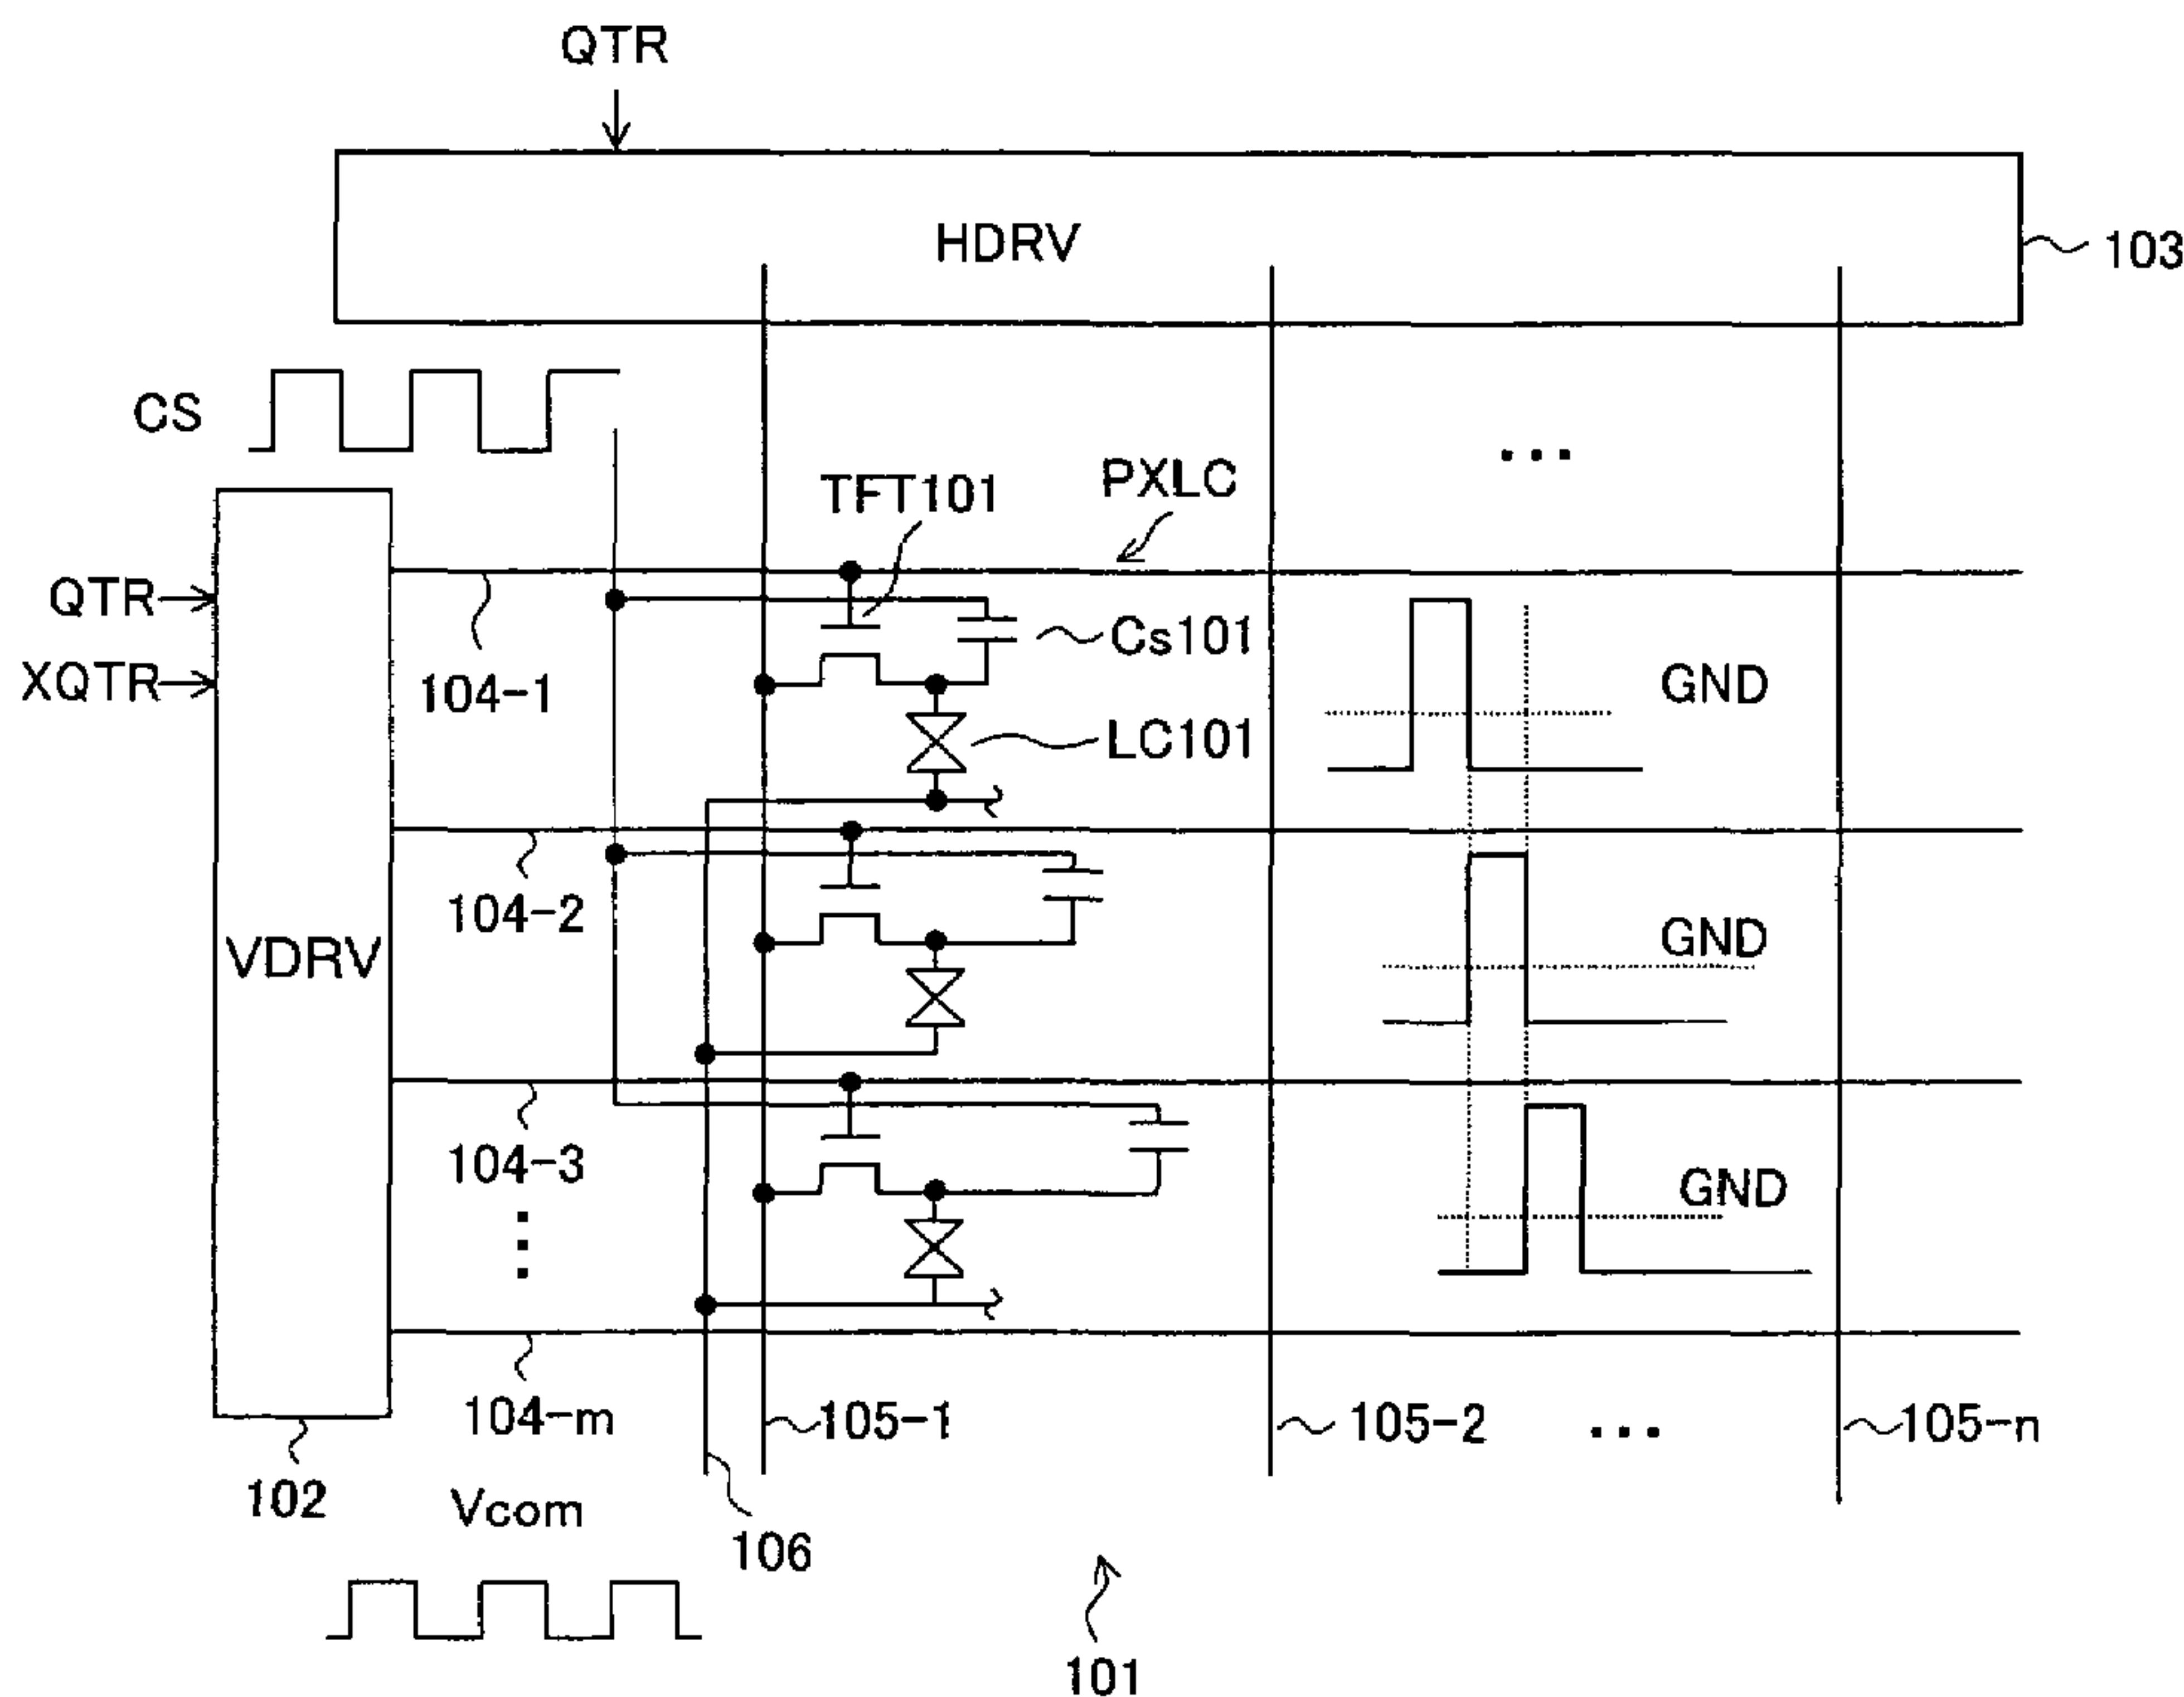 QTR
HDRV
103
CS
TFT101
PXLC
...
QTR
Cs101
XQTR
104-1
GND
LC101
104-2
GND
VDRV
104-3
GND
104-m
105-1
105-2
...
105-n
102
Vcom
106
101